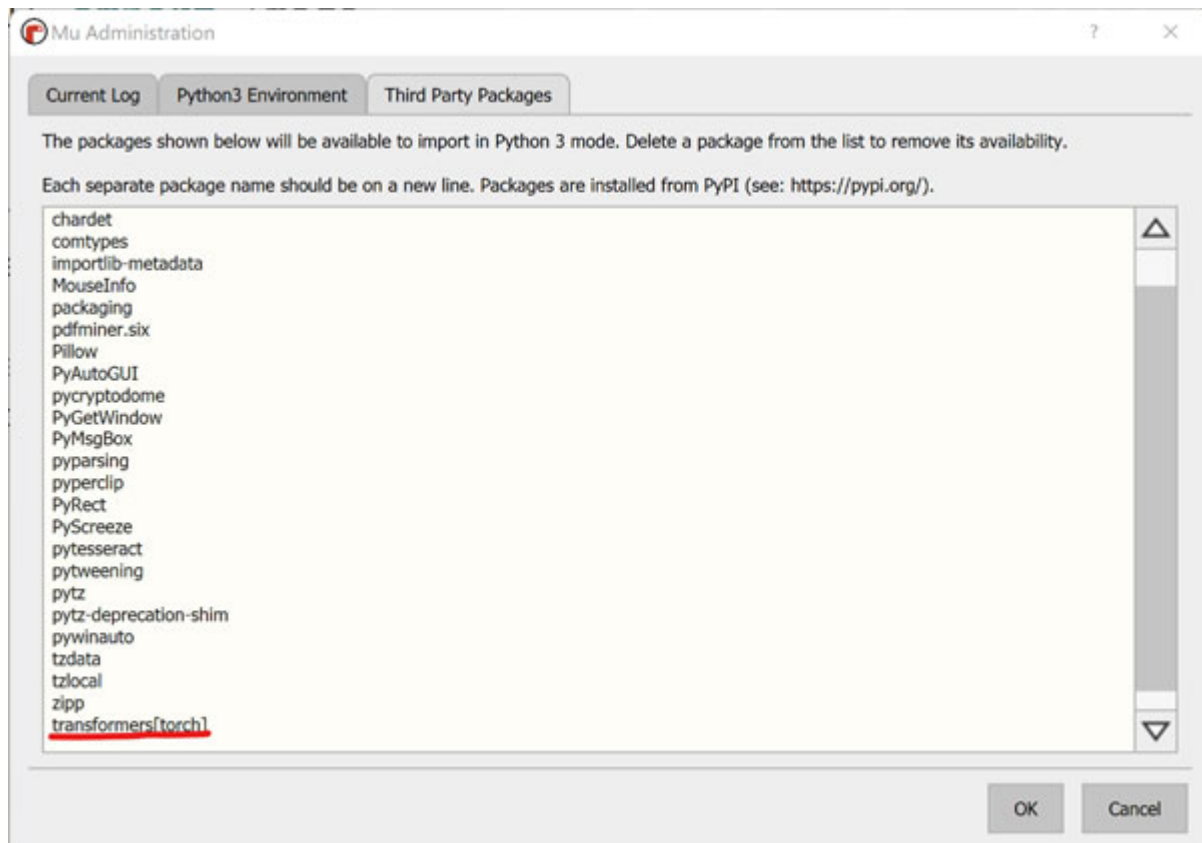 Mu Administration
Current Log
Python3 Environment
Third Party Packages
The packages shown below will be available to import in Python 3 mode. Delete a package from the list to remove its availability.
Each separate package name should be on a new line. Packages are installed from PyPI (see: https://pypi.org/).
chardet
comtypes
importlib-metadata
MouseInfo
packaging
pdfminer.six
Pillow
PyAutoGUI
pycryptodome
PyGetWindow
PyMsgBox
pyparsing
pyperclip
PyRect
PyScreeze
pytesseract
pytweening
pytz
pytz-deprecation-shim
pywinauto
tzdata
tzlocal
zipp
transformers[torch]
OK
Cancel